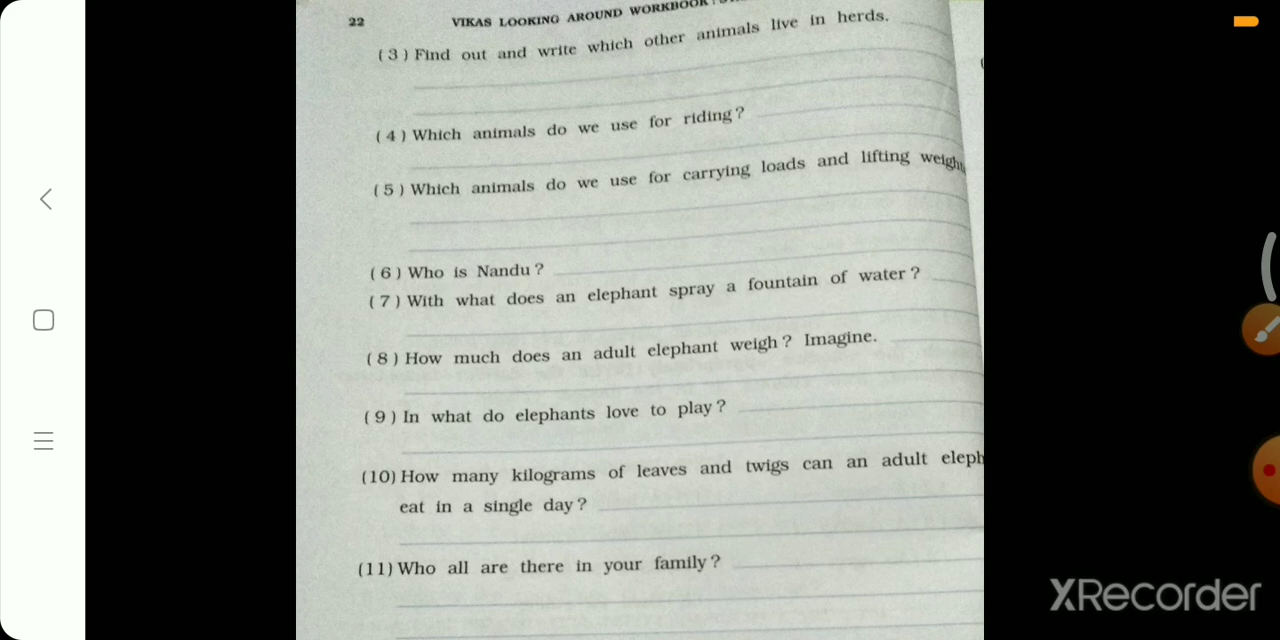 22 VIKAS LOOKING AROUND WORKBOOK
( 3 ) Find out and write which other animals live in herds.
( 4 ) Which animals do we use for riding ?
( 5 ) Which animals do we use for carrying loads and lifting
( 6 ) Who is Nandu ?
( 7 ) With what does an elephant spray a fountain of water ?
( 8 ) How much does an adult elephant weigh ? Imagine.
( 9 ) In what do elephants love to play ?
(10) How many kilograms of leaves and twigs can an adult eleph
eat in a single day ?
(11) Who all are there in your family ?
XRecorder